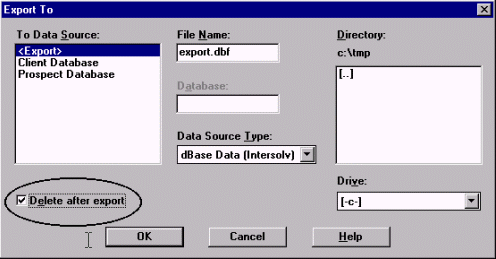 Export To
To Data Source:
<Export>
Client Database
Prospect Database
File Name:
export.dbf
Database:
Data Source Type:
dBase Data (Intersolv)
Directory:
c:\tmp
[..]
Drive:
[-c-]
Delete after export
OK
Cancel
Help